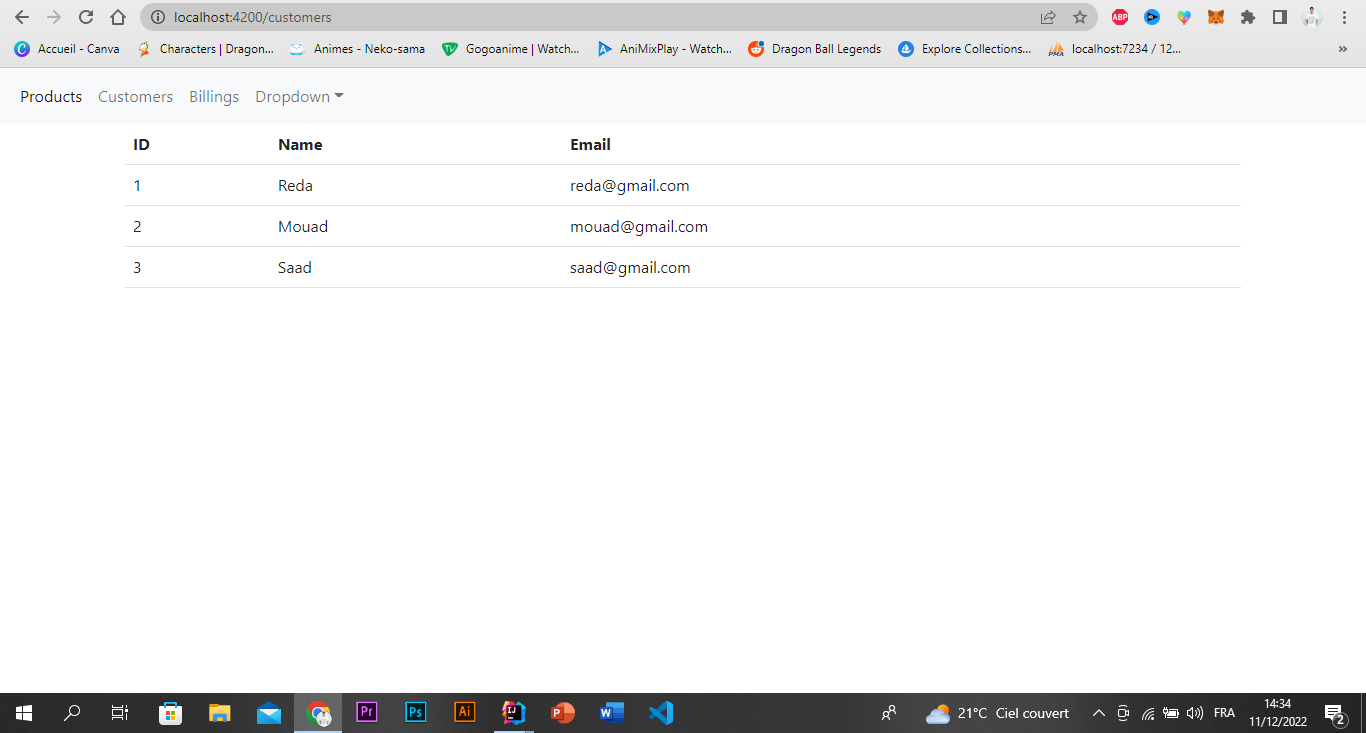 localhost:4200/customers
ABP
Accueil - Canva Characters | Dragon... Animes - Neko-sama TV Gogoanime | Watch... AniMixPlay - Watch... Dragon Ball Legends Explore Collections... PMA localhost:7234 / 12... »
Products Customers Billings Dropdown
ID Name Email
1 Reda reda@gmail.com
2 Mouad mouad@gmail.com
3 Saad saad@gmail.com
Pr Ps Ai IJ P W 21°C Ciel couvert FRA 14:34
11/12/2022 2